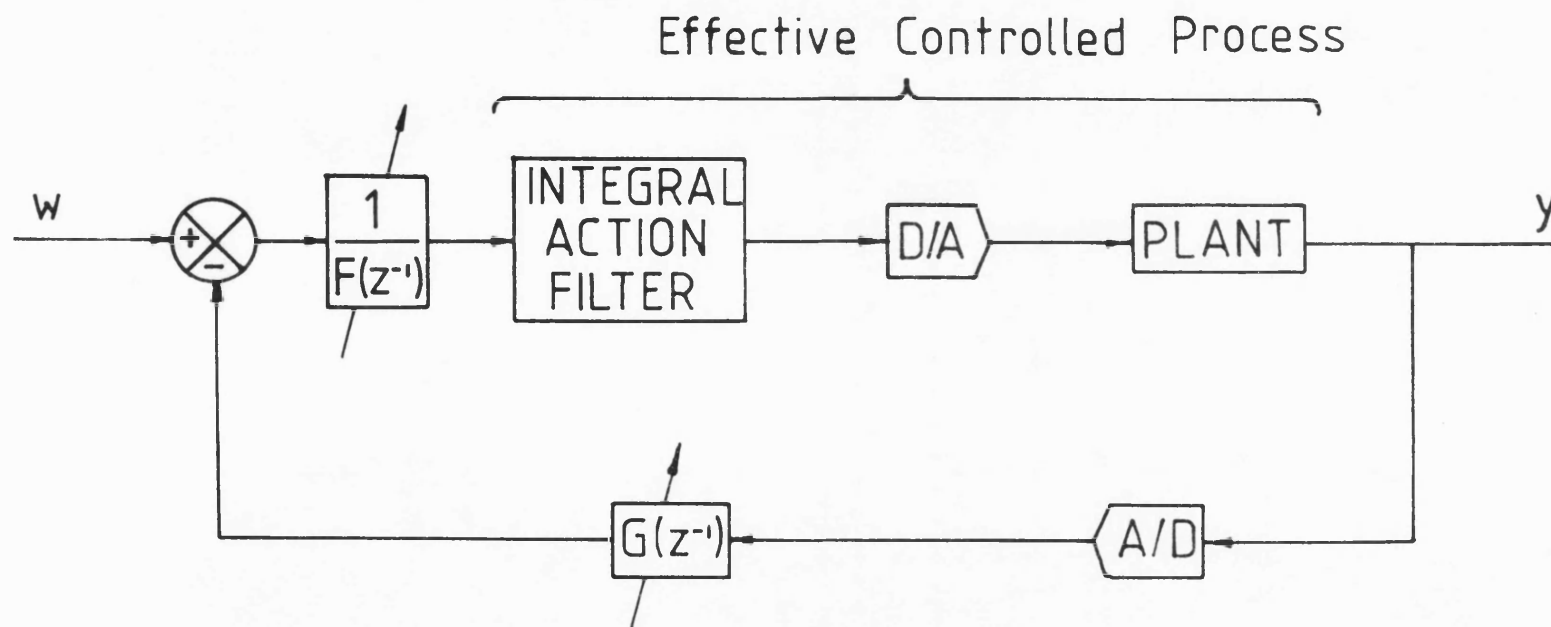 Effective Controlled Process
w
+
−
1
F(z⁻¹)
INTEGRAL
ACTION
FILTER
D/A
PLANT
y
G(z⁻¹)
A/D